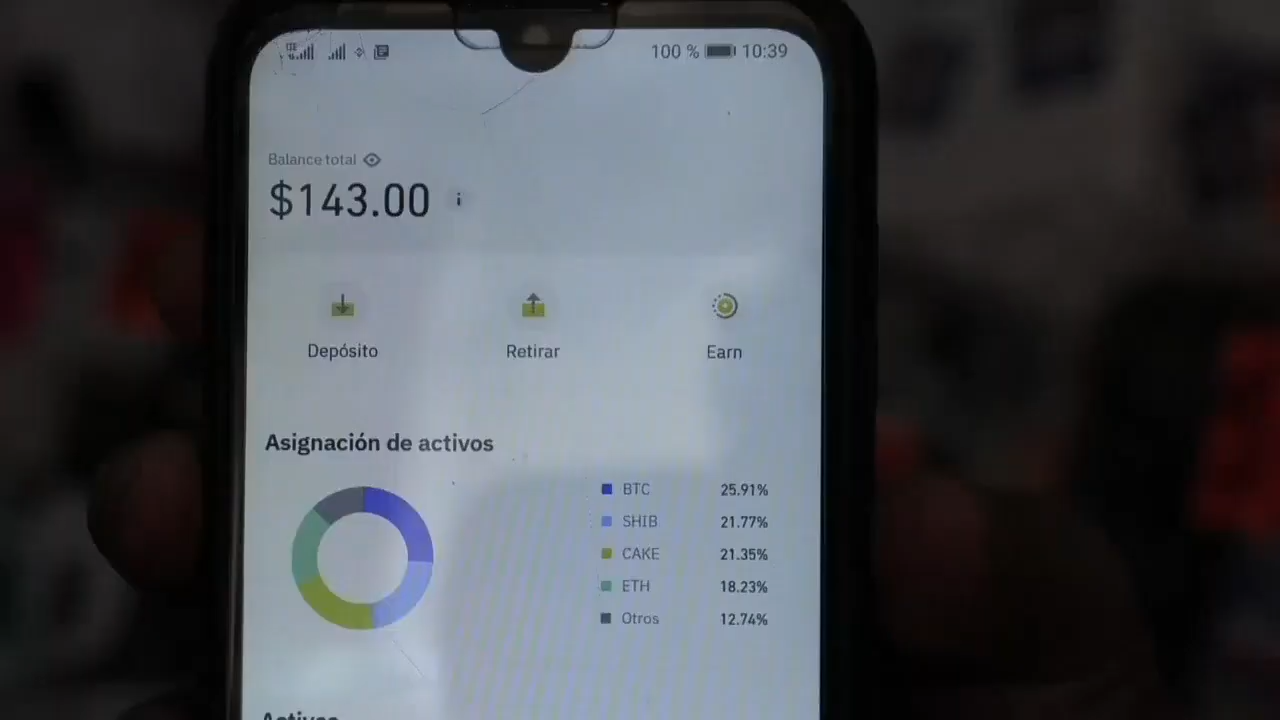 100 % 10:39
Balance total
$143.00 i
Depósito Retirar Earn
Asignación de activos
BTC 25.91%
SHIB 21.77%
CAKE 21.35%
ETH 18.23%
Otros 12.74%
Activos